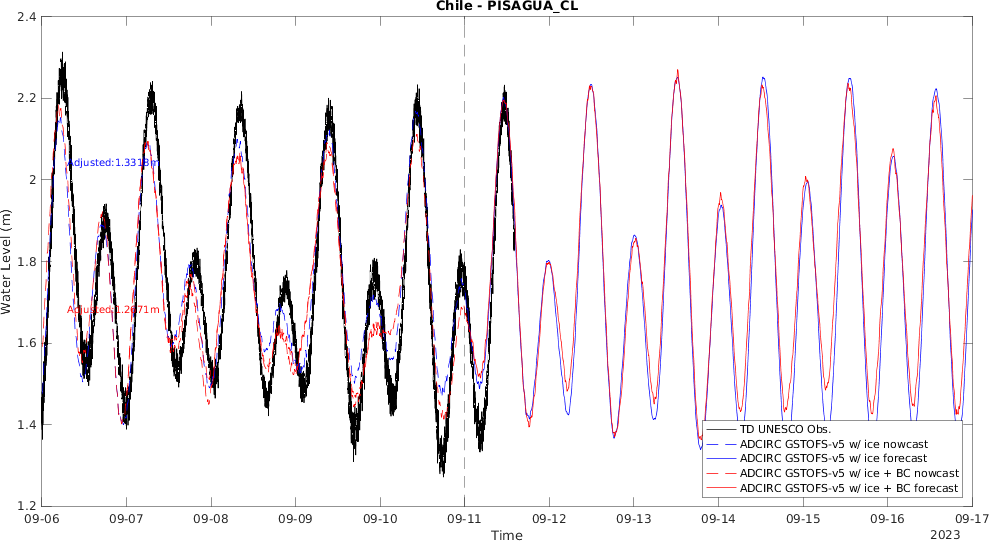 Chile - PISAGUA_CL
2.4
2.2
2
1.8
1.6
1.4
1.2
Water Level (m)
Adjusted:1.3313m
Adjusted:1.2671m
TD UNESCO Obs.
ADCIRC GSTOFS-v5 w/ ice nowcast
ADCIRC GSTOFS-v5 w/ ice forecast
ADCIRC GSTOFS-v5 w/ ice + BC nowcast
ADCIRC GSTOFS-v5 w/ ice + BC forecast
09-06 09-07 09-08 09-09 09-10 09-11 09-12 09-13 09-14 09-15 09-16 09-17
Time
2023